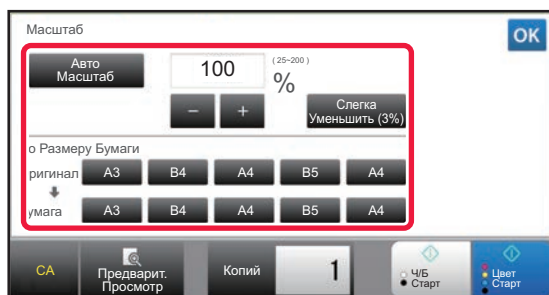 Масштаб
OK
Авто
Масштаб
100
(25~200)
%
− +
Слегка
Уменьшить (3%)
о Размеру Бумаги
ригинал A3 B4 A4 B5 A4
умага A3 B4 A4 B5 A4
CA
Предварит.
Просмотр
Копий
1
Ч/Б
Старт
Цвет
Старт